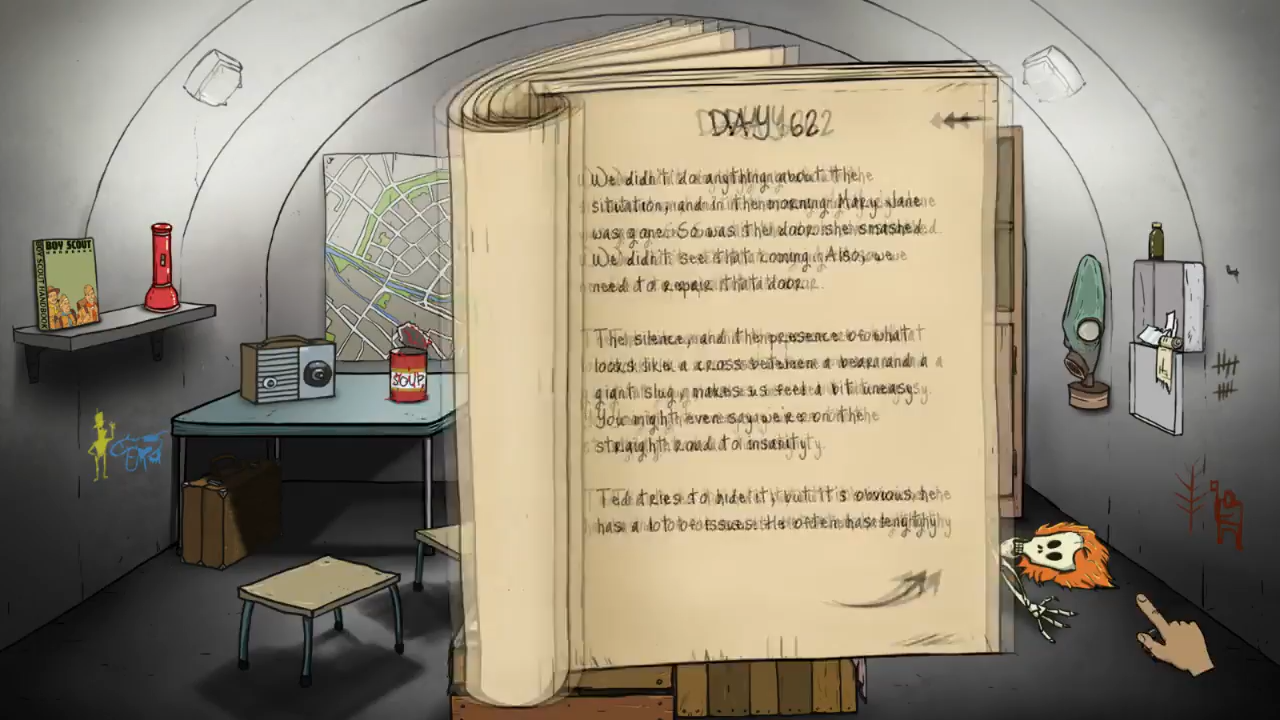 DAY 62
We didn't do anything about the
situation, and in the morning Mary Jane
was gone. So was the door she smashed.
We didn't see that coming. Also, we
need to repair that door.
The silence, and the presence of what
looks like a cross between a bear and a
giant slug, makes us feel a bit uneasy.
You might even say we're on the
straight road to insanity.
Ted tries to hide it, but it's obvious, he
has a lot of issues. He often has lengthy
BOY SCOUT
BOY SCOUT HANDBOOK
SOUP